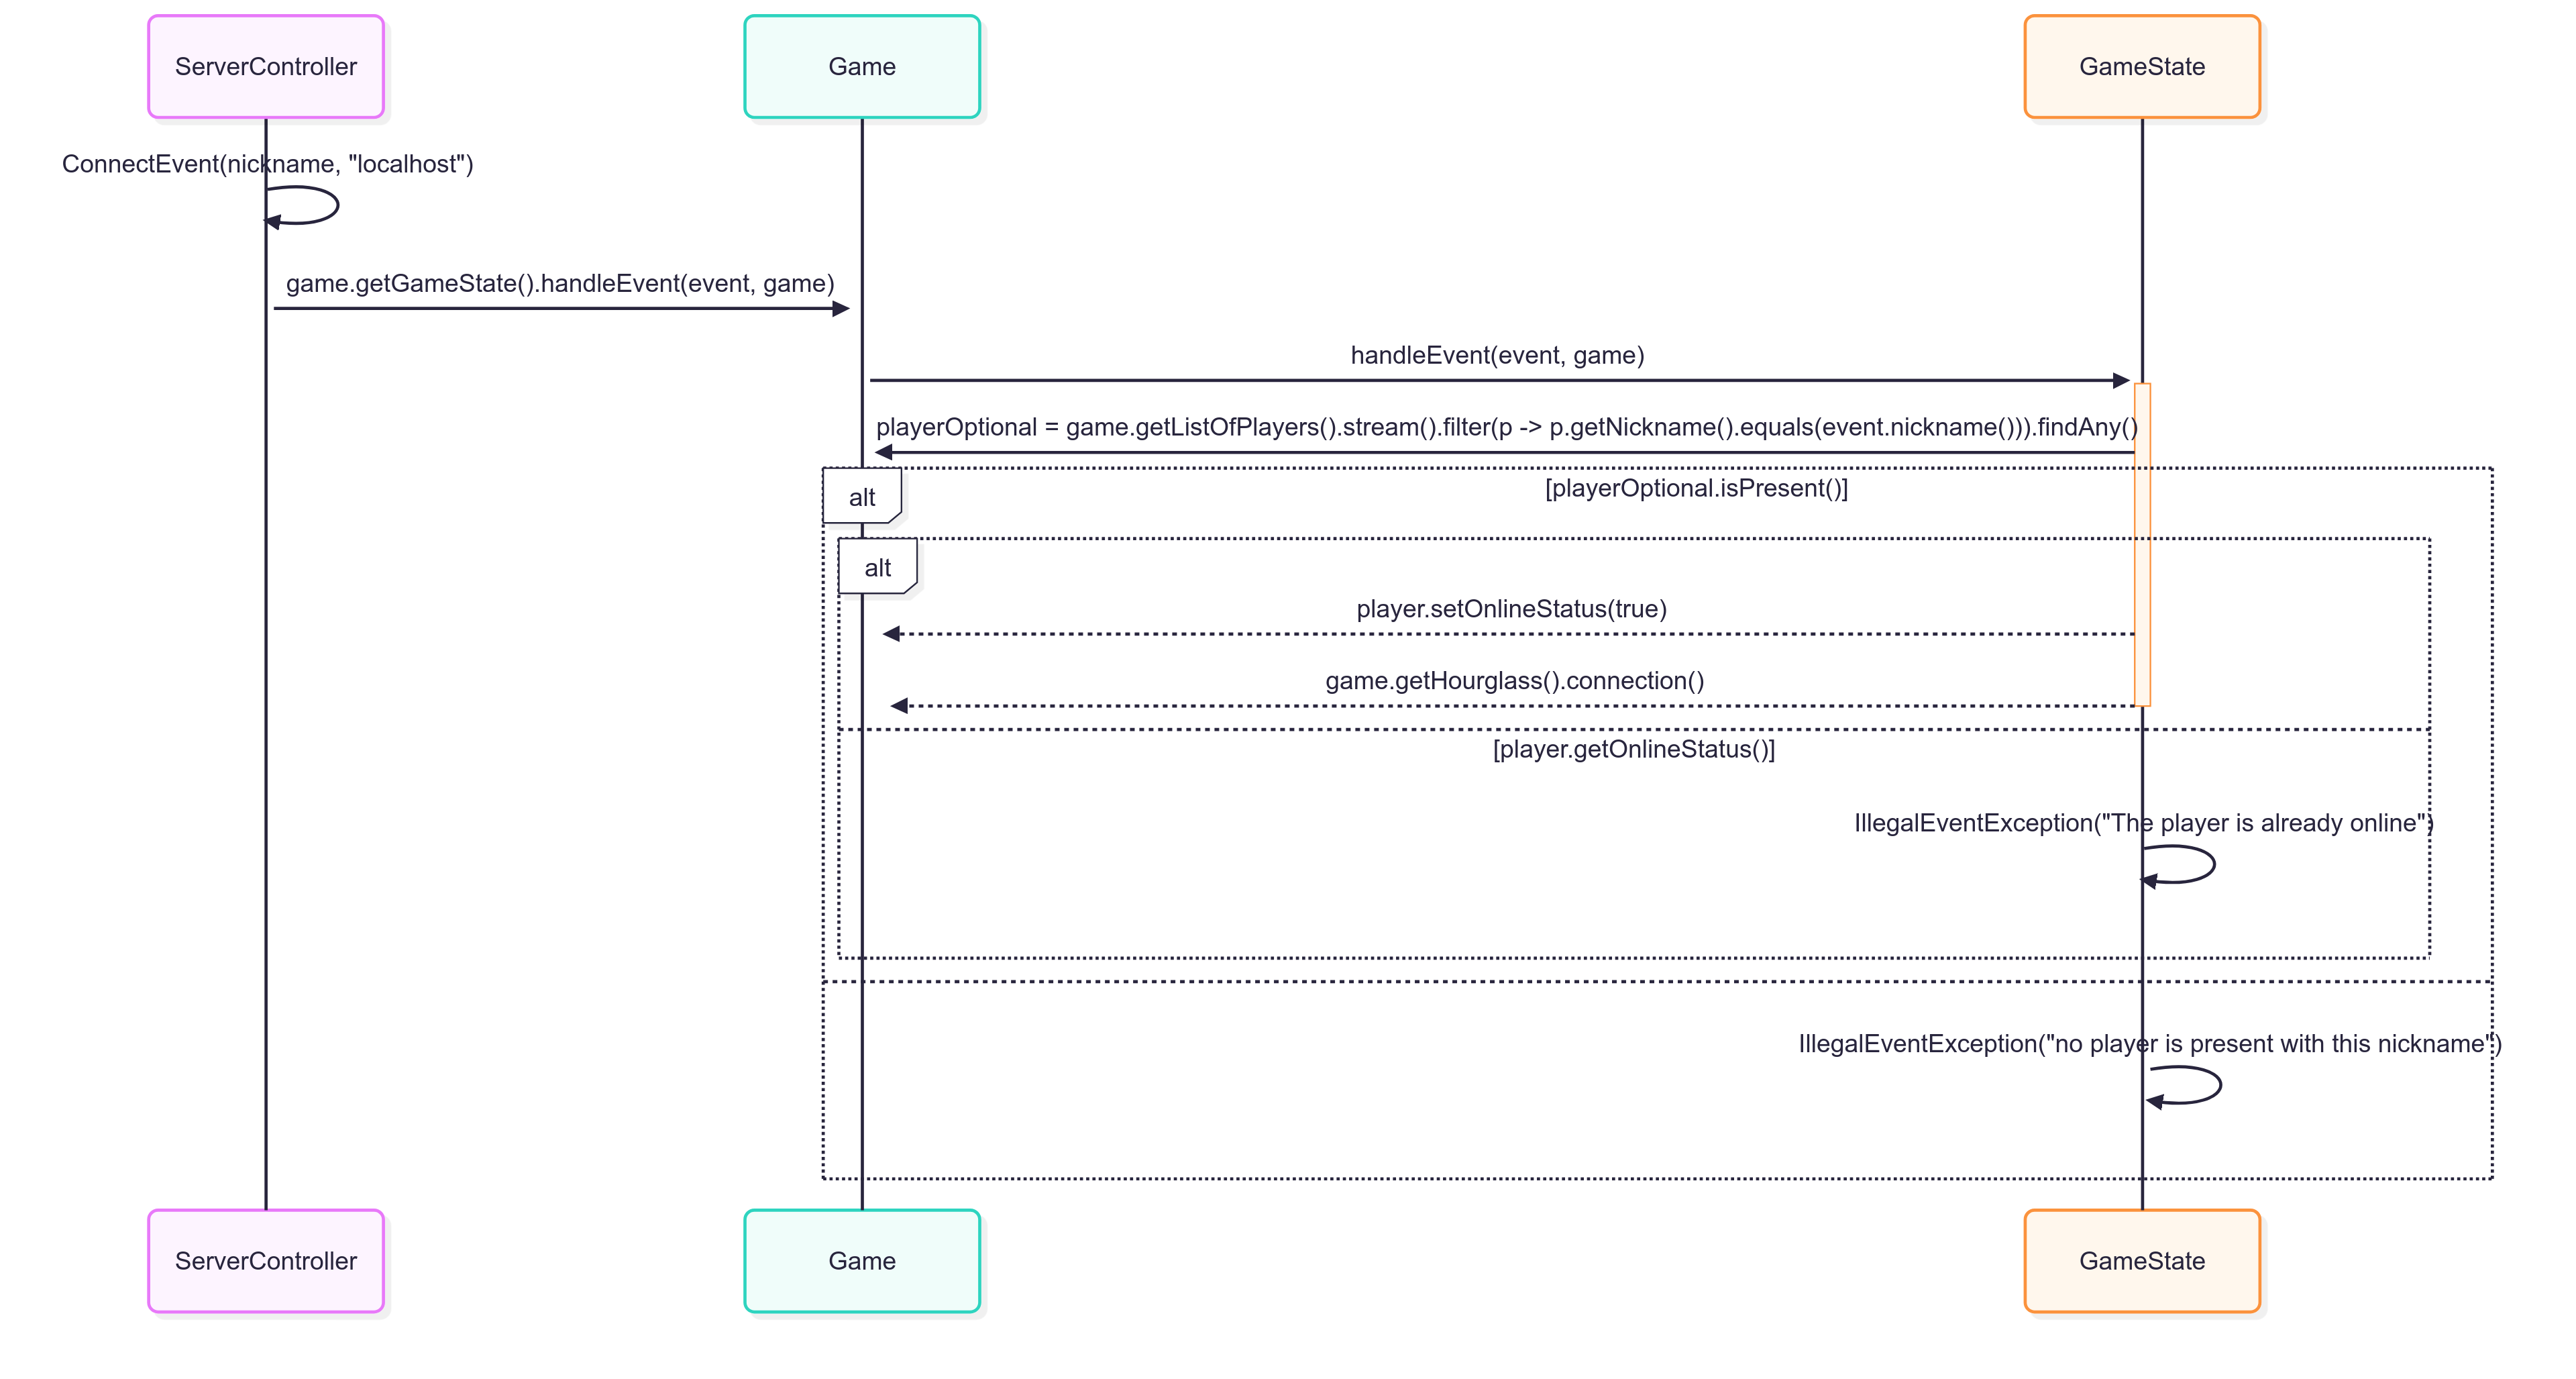 ServerController
Game
GameState
ConnectEvent(nickname, "localhost")
game.getGameState().handleEvent(event, game)
handleEvent(event, game)
playerOptional = game.getListOfPlayers().stream().filter(p -> p.getNickname().equals(event.nickname())).findAny()
alt
[playerOptional.isPresent()]
alt
player.setOnlineStatus(true)
game.getHourglass().connection()
[player.getOnlineStatus()]
IllegalEventException("The player is already online")
IllegalEventException("no player is present with this nickname")
ServerController
Game
GameState